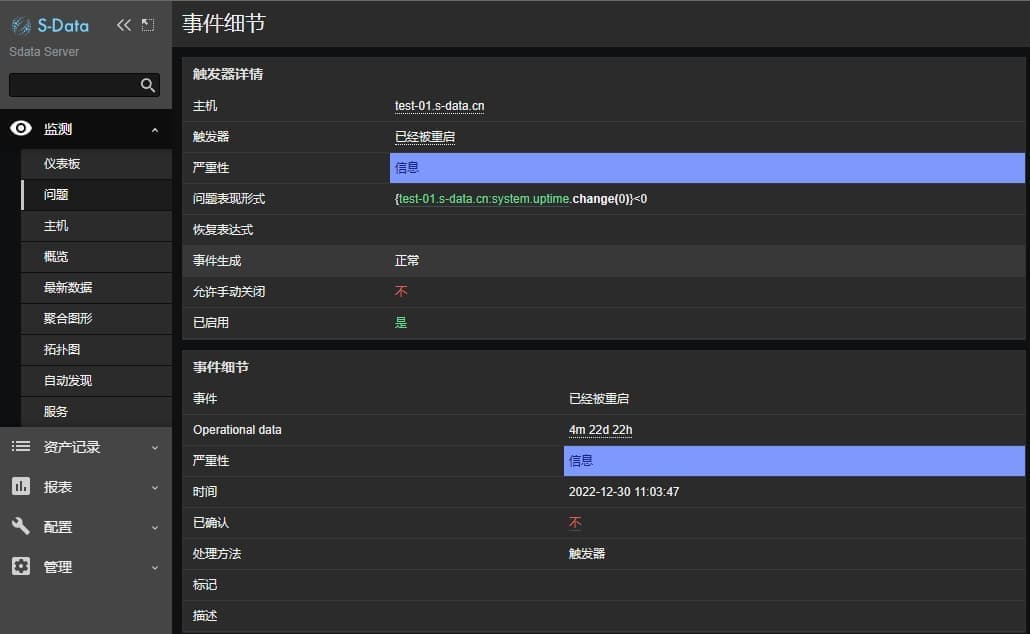 S-Data
Sdata Server
监测
仪表板
问题
主机
概览
最新数据
聚合图形
拓扑图
自动发现
服务
资产记录
报表
配置
管理
事件细节
触发器详情
主机 test-01.s-data.cn
触发器 已经被重启
严重性 信息
问题表现形式 {test-01.s-data.cn:system.uptime.change(0)}<0
恢复表达式
事件生成 正常
允许手动关闭 不
已启用 是
事件细节
事件 已经被重启
Operational data 4m 22d 22h
严重性 信息
时间 2022-12-30 11:03:47
已确认 不
处理方法 触发器
标记
描述